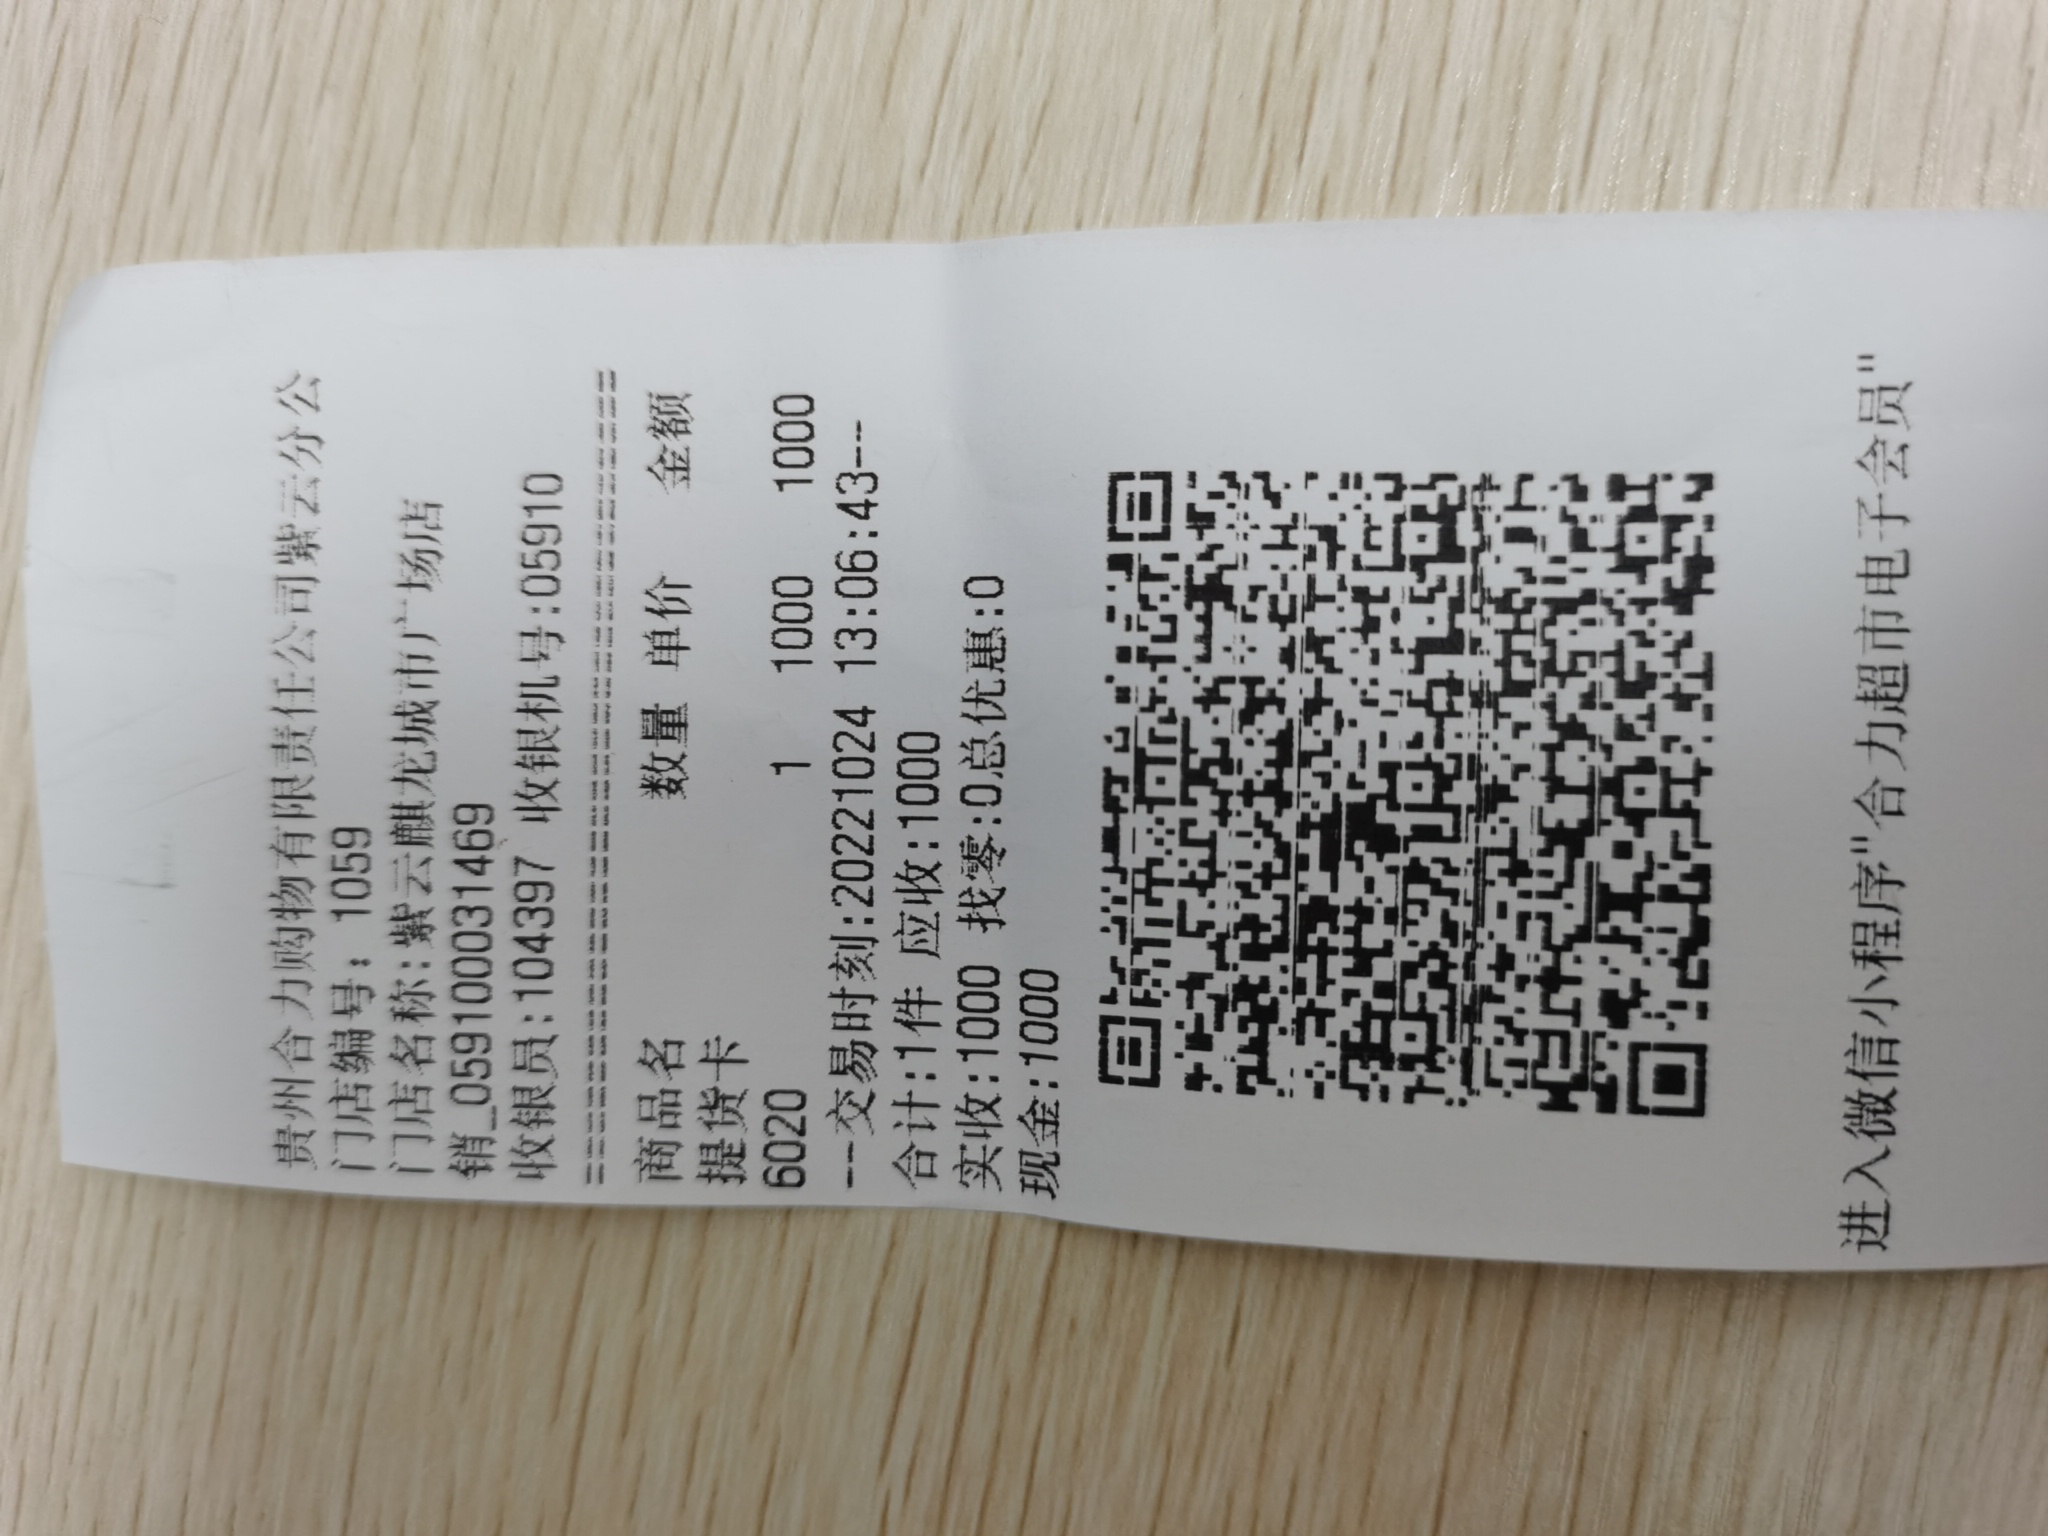 贵州合力购物有限责任公司紫云分公
门店编号: 1059
门店名称:紫云麒龙城市广场店
销_0591000031469
收银员:104397 收银机号:05910
================================
商品名 数量 单价 金额
提货卡
6020 1 1000 1000
--交易时刻:20221024 13:06:43--
合计:1件 应收:1000
实收:1000 找零:0总优惠:0
现金:1000
进入微信小程序"合力超市电子会员"